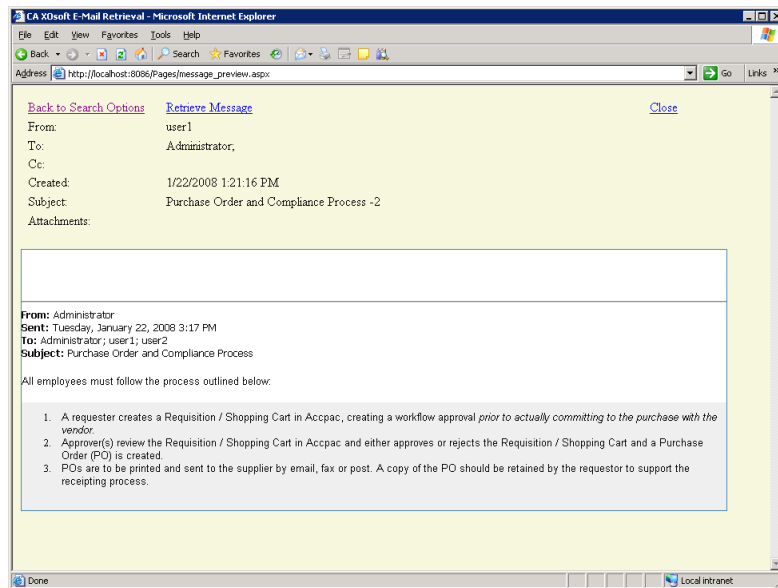 CA XOsoft E-Mail Retrieval - Microsoft Internet Explorer
File Edit View Favorites Tools Help
Back Search Favorites
Address http://localhost:8086/Pages/message_preview.aspx Go Links »
Back to Search Options Retrieve Message Close
From: user1
To: Administrator;
Cc:
Created: 1/22/2008 1:21:16 PM
Subject: Purchase Order and Compliance Process -2
Attachments:
From: Administrator
Sent: Tuesday, January 22, 2008 3:17 PM
To: Administrator; user1; user2
Subject: Purchase Order and Compliance Process
All employees must follow the process outlined below:
1. A requester creates a Requisition / Shopping Cart in Accpac, creating a workflow approval prior to actually committing to the purchase with the
vendor.
2. Approver(s) review the Requisition / Shopping Cart in Accpac and either approves or rejects the Requisition / Shopping Cart and a Purchase
Order (PO) is created.
3. POs are to be printed and sent to the supplier by email, fax or post. A copy of the PO should be retained by the requestor to support the
receipting process.
Done Local intranet